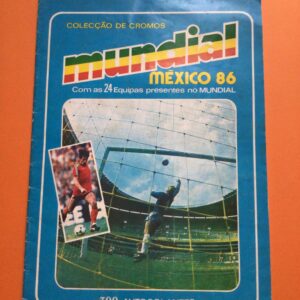 COLECÇÃO DE CROMOS
mundial
MÉXICO 86
Com as 24 Equipas presentes no MUNDIAL